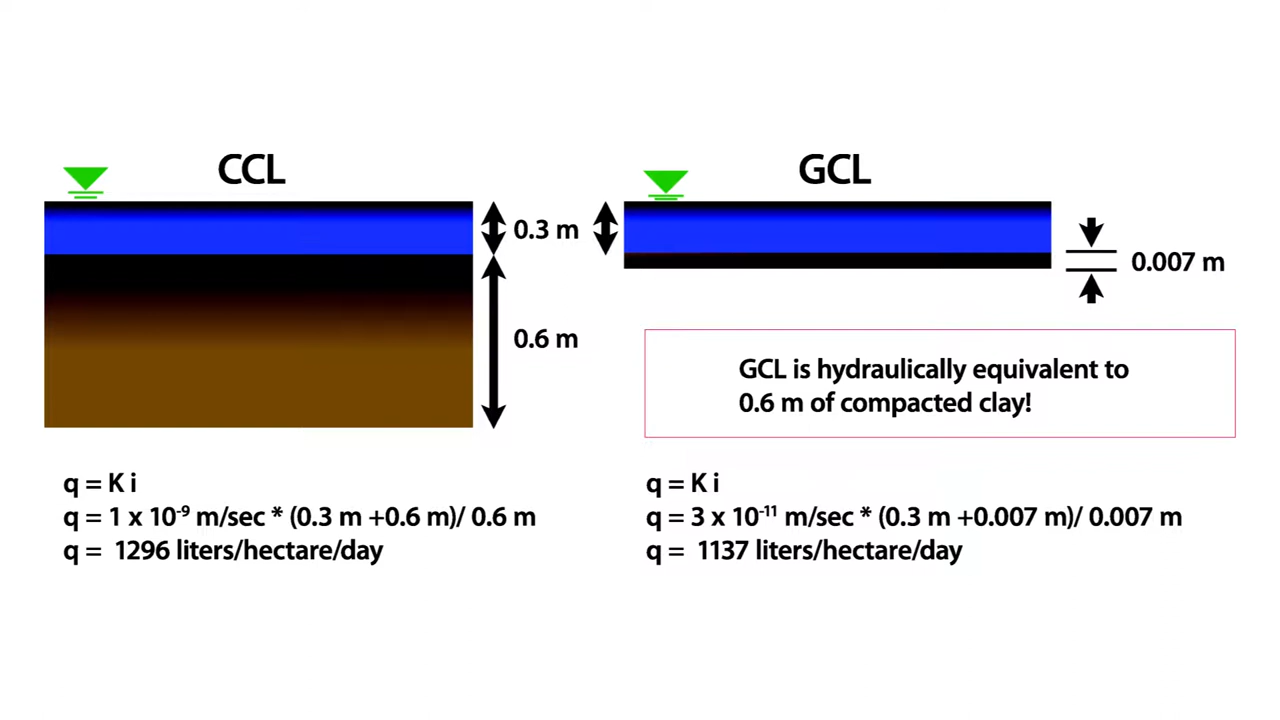 CCL
0.3 m
0.6 m
q = K i
q = 1 x 10⁻⁹ m/sec * (0.3 m +0.6 m)/ 0.6 m
q = 1296 liters/hectare/day
GCL
0.007 m
GCL is hydraulically equivalent to
0.6 m of compacted clay!
q = K i
q = 3 x 10⁻¹¹ m/sec * (0.3 m +0.007 m)/ 0.007 m
q = 1137 liters/hectare/day